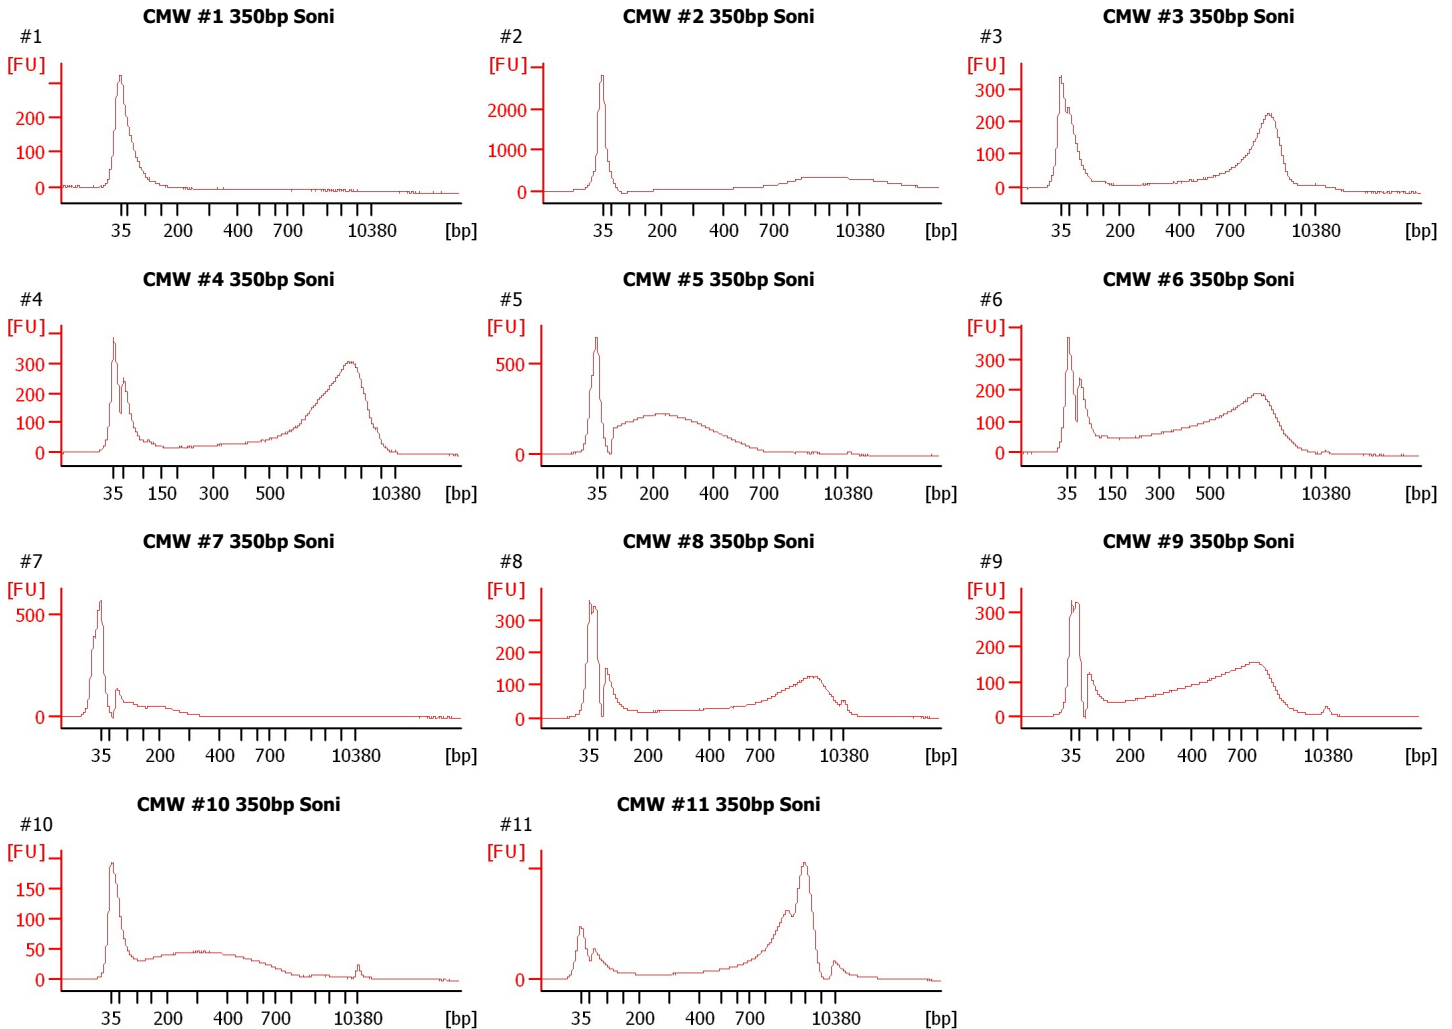 CMW #1 350bp Soni
#1
[FU]
200
100
0
35 200 400 700 10380 [bp]
CMW #2 350bp Soni
#2
[FU]
2000
1000
0
35 200 400 700 10380 [bp]
CMW #3 350bp Soni
#3
[FU]
300
200
100
0
35 200 400 700 10380 [bp]
CMW #4 350bp Soni
#4
[FU]
300
200
100
0
35 150 300 500 10380 [bp]
CMW #5 350bp Soni
#5
[FU]
500
0
35 200 400 700 10380 [bp]
CMW #6 350bp Soni
#6
[FU]
300
200
100
0
35 150 300 500 10380 [bp]
CMW #7 350bp Soni
#7
[FU]
500
0
35 200 400 700 10380 [bp]
CMW #8 350bp Soni
#8
[FU]
300
200
100
0
35 200 400 700 10380 [bp]
CMW #9 350bp Soni
#9
[FU]
300
200
100
0
35 200 400 700 10380 [bp]
CMW #10 350bp Soni
#10
[FU]
150
100
50
0
35 200 400 700 10380 [bp]
CMW #11 350bp Soni
#11
[FU]
0
35 200 400 700 10380 [bp]